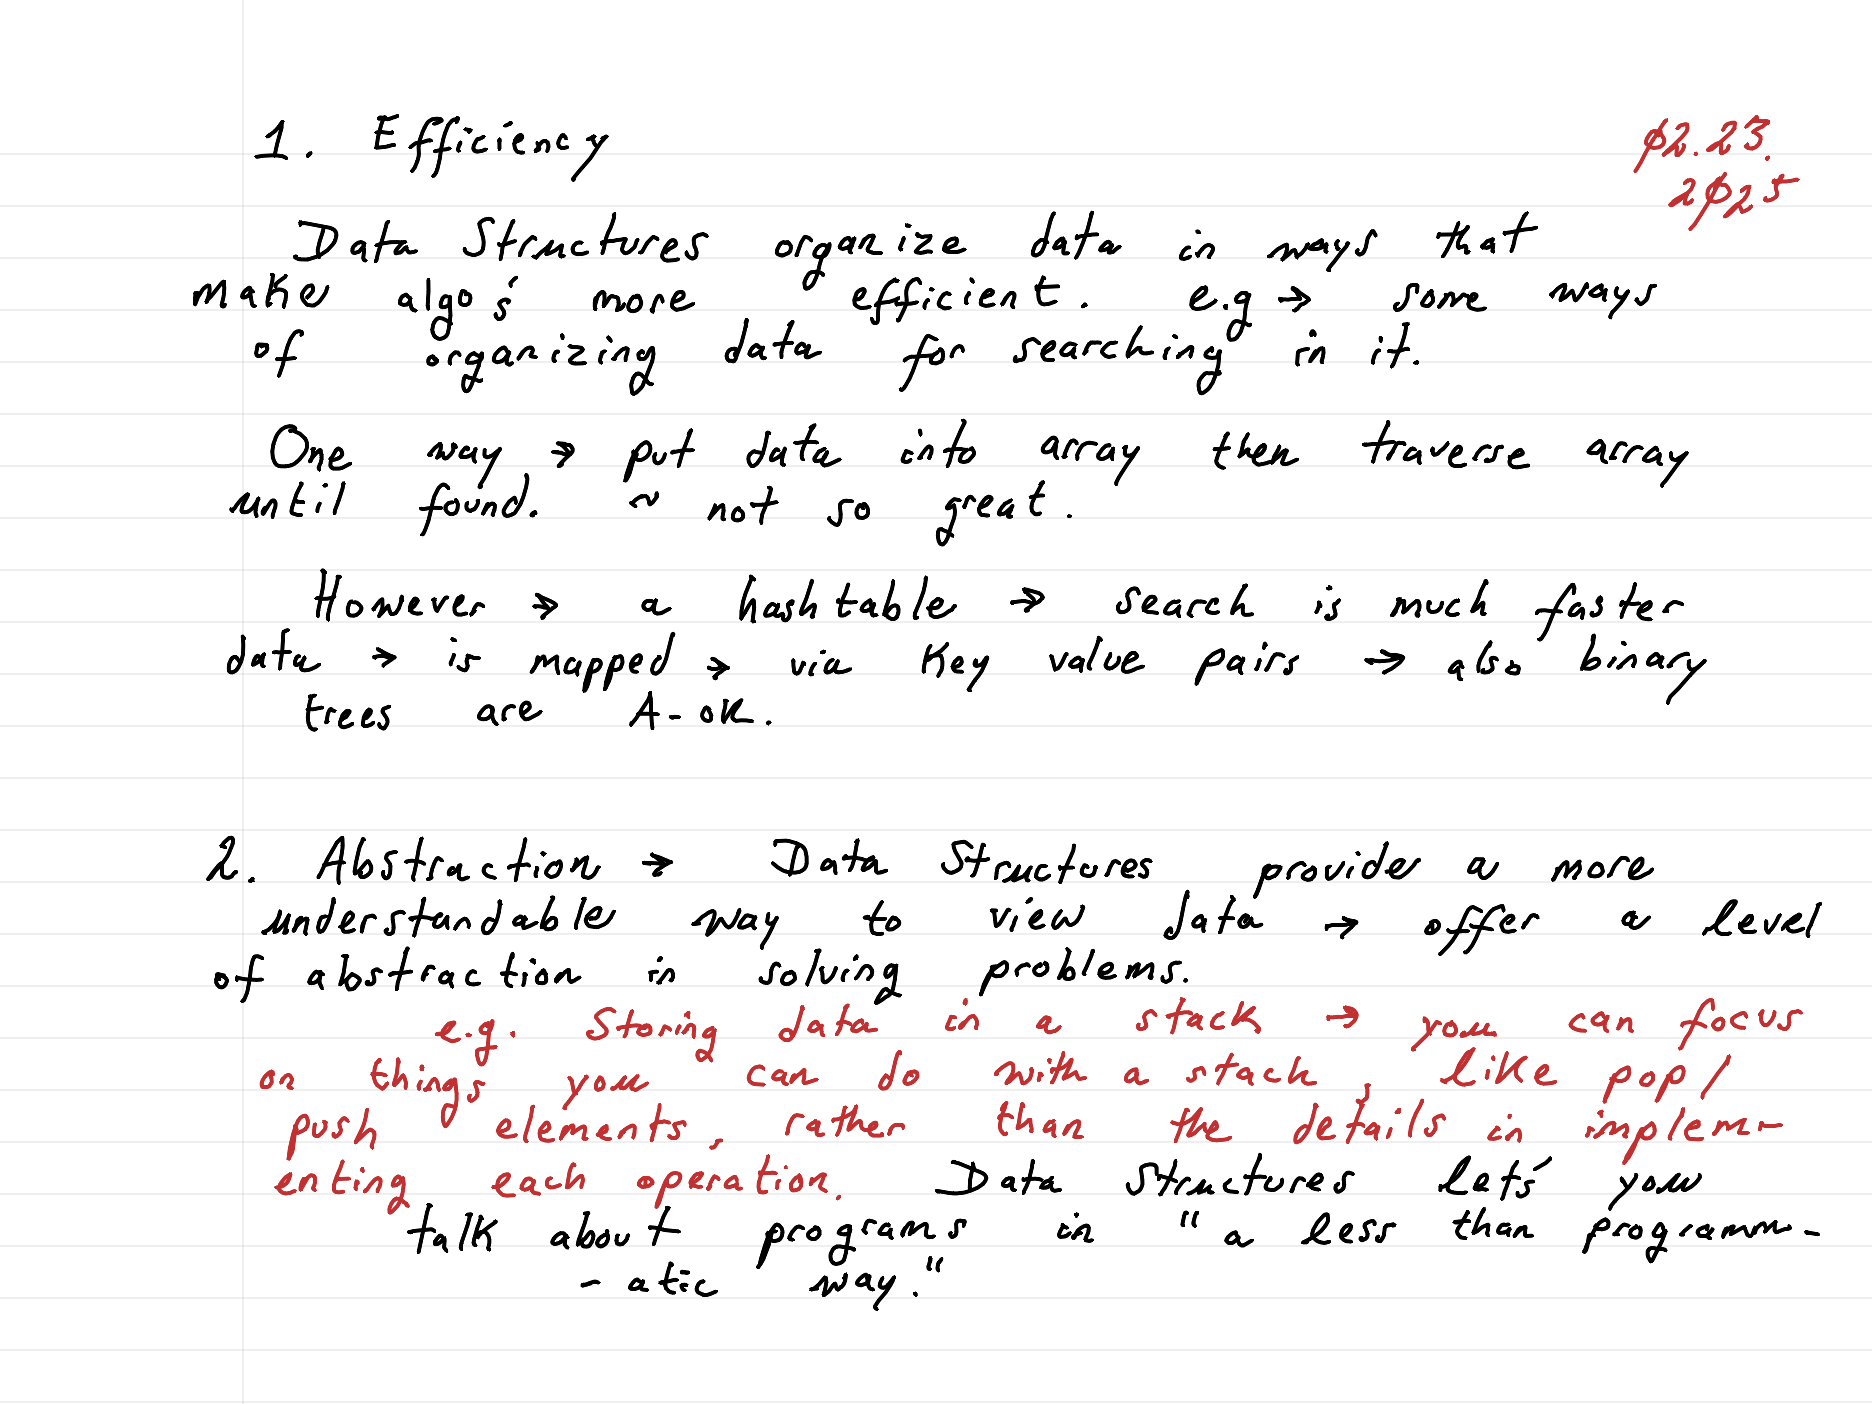 1. Efficiency
02.23.
2025
Data Structures organize data in ways that
make algo's more efficient. e.g → some ways
of organizing data for searching in it.
One way → put data into array then traverse array
until found. ~ not so great.
However → a hashtable → search is much faster
data → is mapped → via key value pairs → also binary
trees are A-OK.
2. Abstraction → Data Structures provide a more
understandable way to view data → offer a level
of abstraction in solving problems.
e.g. Storing data in a stack → you can focus
on things you can do with a stack, like pop/
push elements, rather than the details in implem-
enting each operation. Data Structures let's you
talk about programs in "a less than programm-
-atic way."